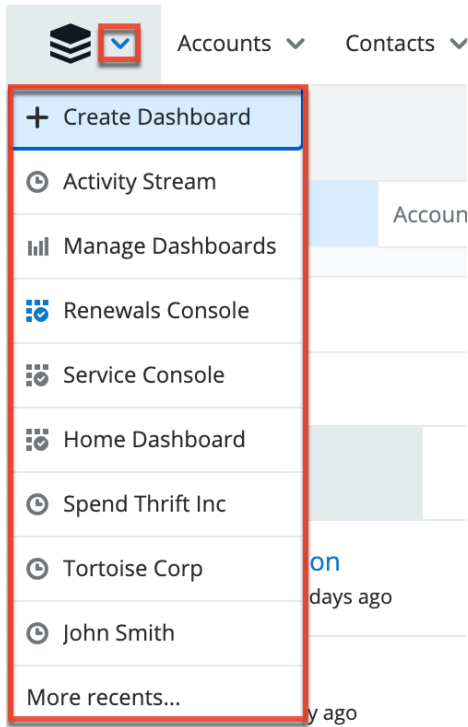 Accounts
Contacts
Create Dashboard
Activity Stream
Accoun
Manage Dashboards
Renewals Console
Service Console
Home Dashboard
Spend Thrift Inc
on
Tortoise Corp
days ago
John Smith
More recents...
y ago